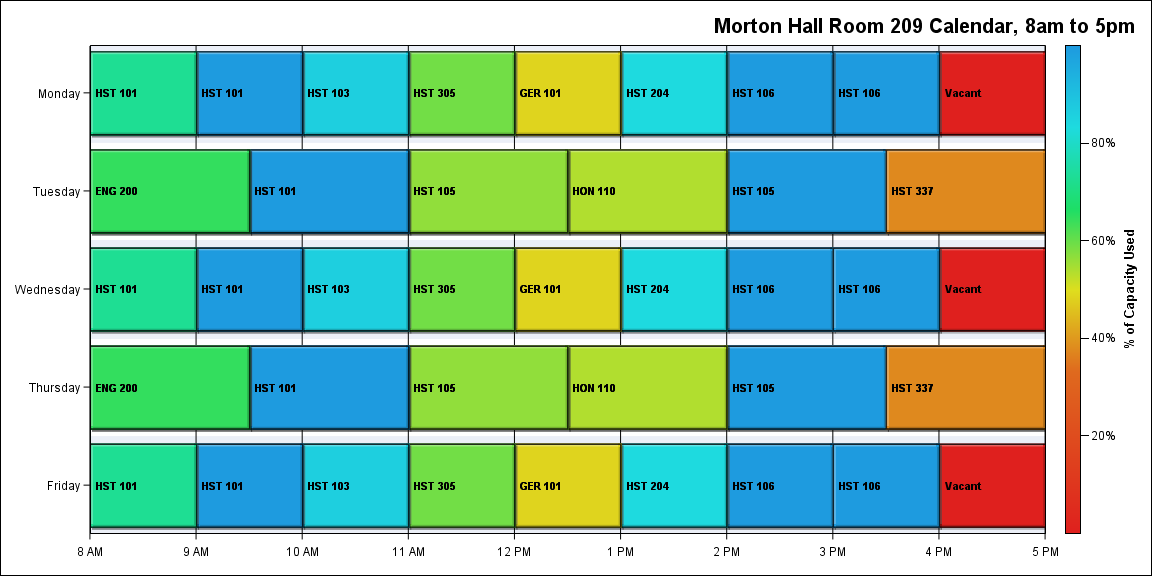 Morton Hall Room 209 Calendar, 8am to 5pm
Monday
HST 101
HST 101
HST 103
HST 305
GER 101
HST 204
HST 106
HST 106
Vacant
Tuesday
ENG 200
HST 101
HST 105
HON 110
HST 105
HST 337
Wednesday
HST 101
HST 101
HST 103
HST 305
GER 101
HST 204
HST 106
HST 106
Vacant
Thursday
ENG 200
HST 101
HST 105
HON 110
HST 105
HST 337
Friday
HST 101
HST 101
HST 103
HST 305
GER 101
HST 204
HST 106
HST 106
Vacant
8 AM
9 AM
10 AM
11 AM
12 PM
1 PM
2 PM
3 PM
4 PM
5 PM
80%
60%
40%
20%
% of Capacity Used